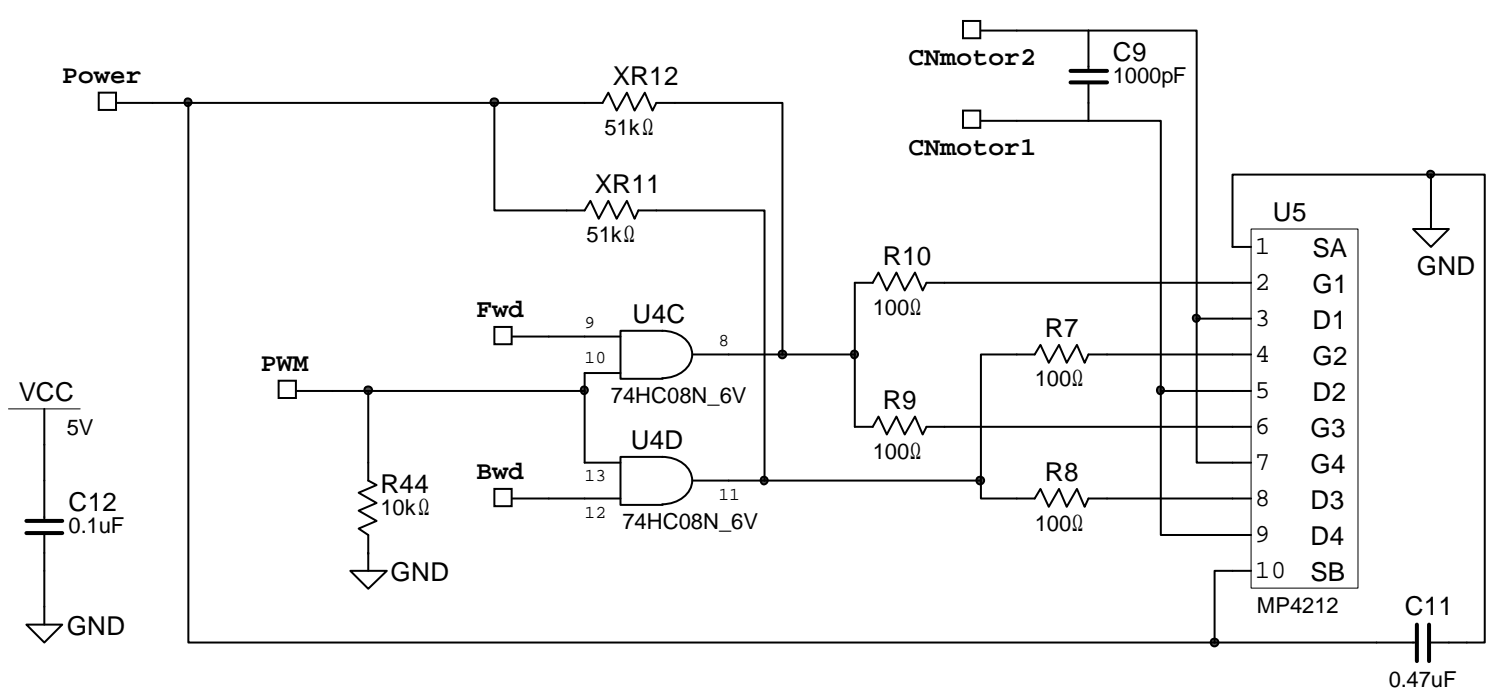 CNmotor2
C9
1000pF
Power
XR12
51kΩ
CNmotor1
XR11
51kΩ
U5
1 SA
GND
R10
100Ω
2 G1
Fwd
9
U4C
8
3 D1
R7
100Ω
PWM
10
74HC08N_6V
4 G2
VCC
5V
5 D2
R9
100Ω
6 G3
U4D
Bwd
13
11
12
74HC08N_6V
7 G4
R44
10kΩ
R8
100Ω
8 D3
C12
0.1uF
9 D4
GND
10 SB
MP4212
C11
GND
0.47uF